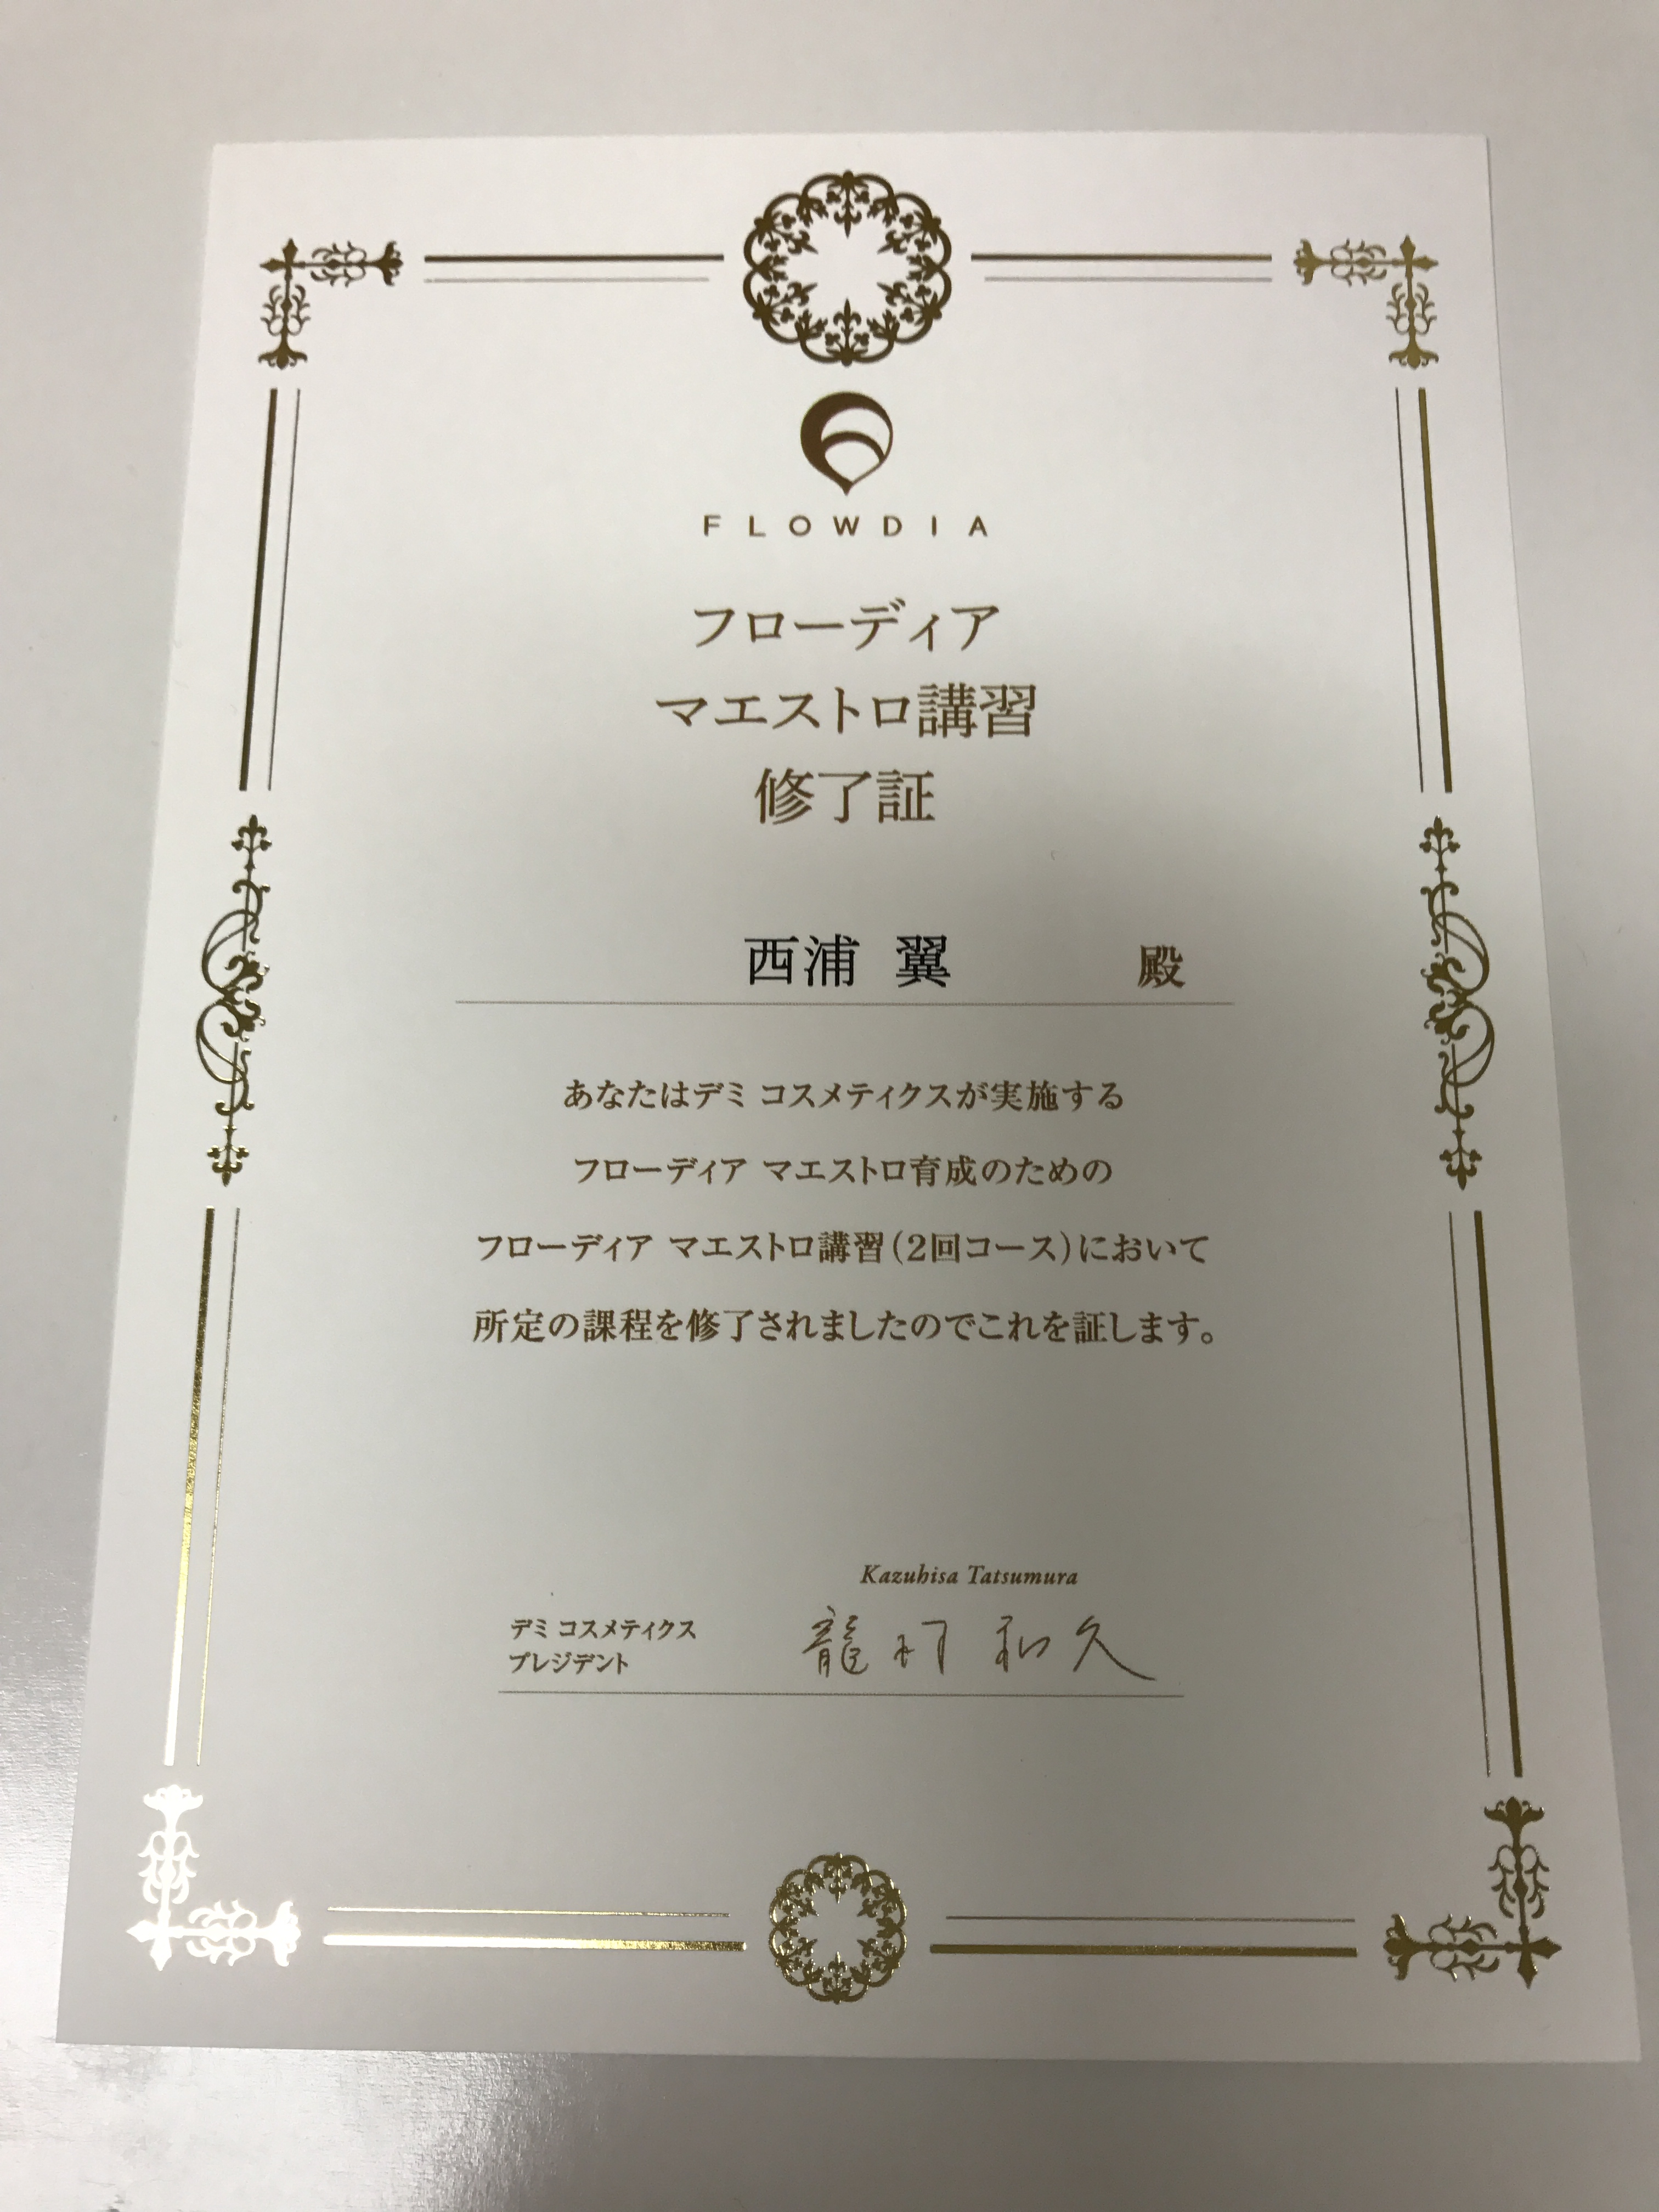 FLOWDIA
フローディア
マエストロ講習
修了証
西浦 翼 殿
あなたはデミ コスメティクスが実施する
フローディア マエストロ育成のための
フローディア マエストロ講習(2回コース)において
所定の課程を修了されましたのでこれを証します。
Kazuhisa Tatsumura
デミ コスメティクス
プレジデント
龍村 和久